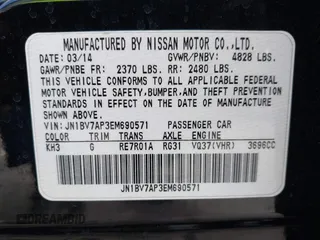 MANUFACTURED BY NISSAN MOTOR CO.,LTD.
DATE: 03/14 GVWR/PNBV: 4828 LBS.
GAWR/PNBE FR: 2370 LBS. RR: 2480 LBS.
THIS VEHICLE CONFORMS TO ALL APPLICABLE FEDERAL
MOTOR VEHICLE SAFETY,BUMPER,AND THEFT PREVENTION
STANDARDS IN EFFECT ON THE DATE OF MANUFACTURE
SHOWN ABOVE.
VIN: JN1BV7AP3EM690571 PASSENGER CAR
COLOR TRIM TRANS AXLE ENGINE
KH3 G RE7R01A RG31 VQ37(VHR) 3696CC
JN1BV7AP3EM690571